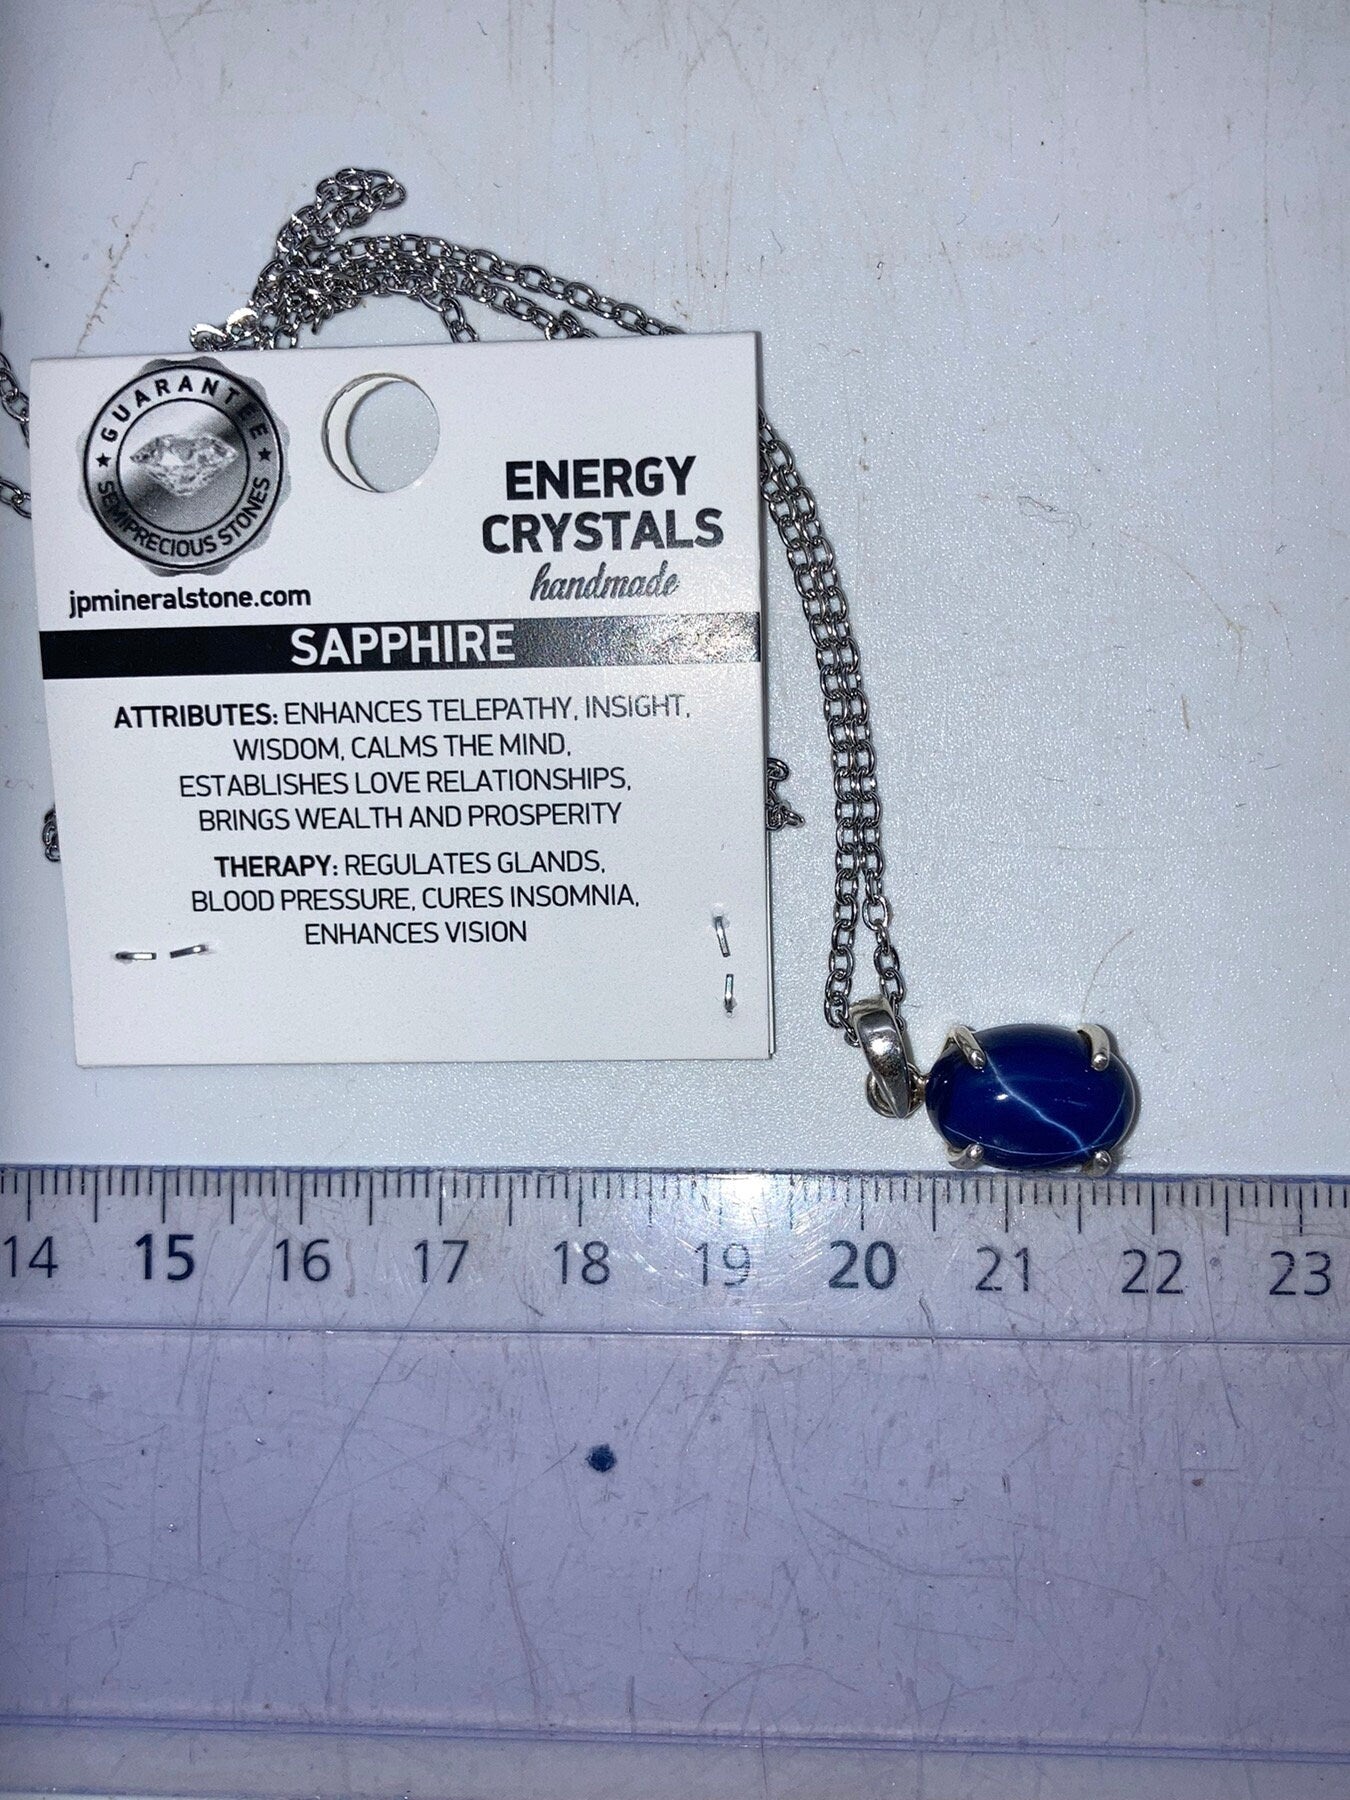 GUARANTEE
★ SEMIPRECIOUS STONES ★
jpmineralstone.com
ENERGY
CRYSTALS
handmade
SAPPHIRE
ATTRIBUTES: ENHANCES TELEPATHY, INSIGHT,
WISDOM, CALMS THE MIND,
ESTABLISHES LOVE RELATIONSHIPS,
BRINGS WEALTH AND PROSPERITY
THERAPY: REGULATES GLANDS,
BLOOD PRESSURE, CURES INSOMNIA,
ENHANCES VISION
14 15 16 17 18 19 20 21 22 23